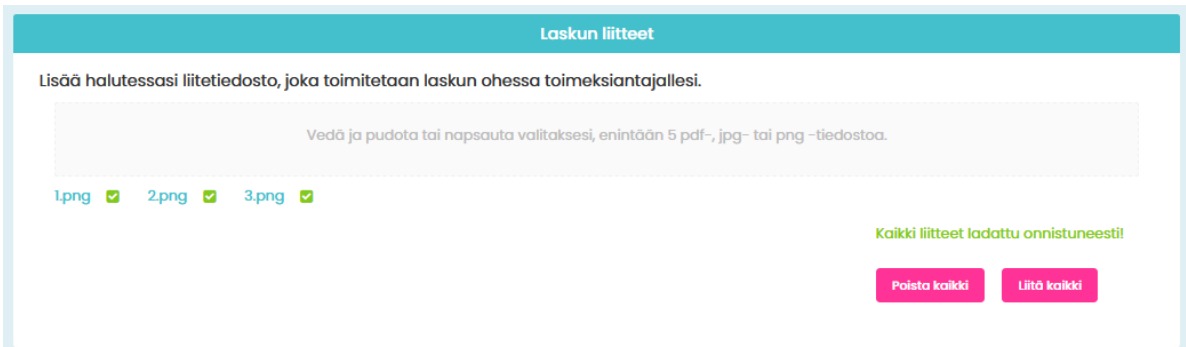 Laskun liitteet
Lisää halutessasi liitetiedosto, joka toimitetaan laskun ohessa toimeksiantajallesi.
Vedä ja pudota tai napsauta valitaksesi, enintään 5 pdf-, jpg- tai png -tiedostoa.
1.png 2.png 3.png
Kaikki liitteet ladattu onnistuneesti!
Poista kaikki Liitä kaikki